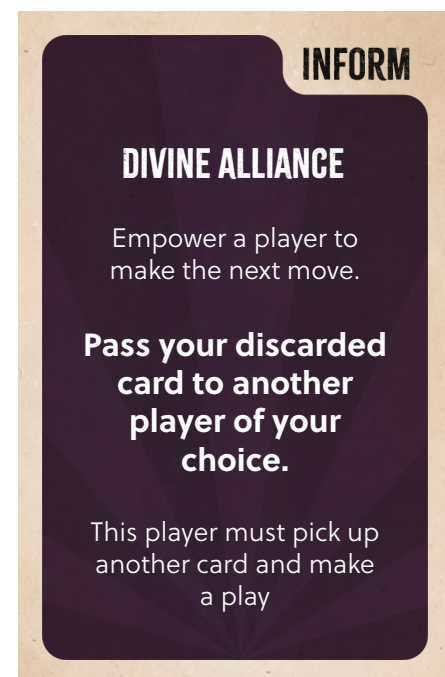 INFORM
DIVINE ALLIANCE
Empower a player to
make the next move.
Pass your discarded
card to another
player of your
choice.
This player must pick up
another card and make
a play